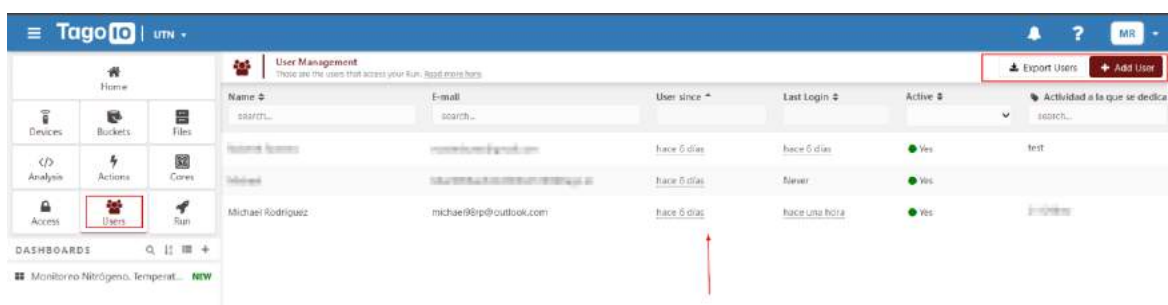 Tago IO | UTN
? MR
Home
Devices Buckets Files
Analysis Actions Cores
Access Users Run
DASHBOARDS
Monitoreo Nitrógeno, Temperat... NEW
User Management
Those are the users that access your Run. Read more here.
Export Users + Add User
Name E-mail User since Last Login Active Actividad a la que se dedica
search... search... search...
hace 6 días hace 6 días Yes test
hace 6 días Never Yes
Michael Rodriguez michael98rp@outlook.com hace 6 días hace una hora Yes